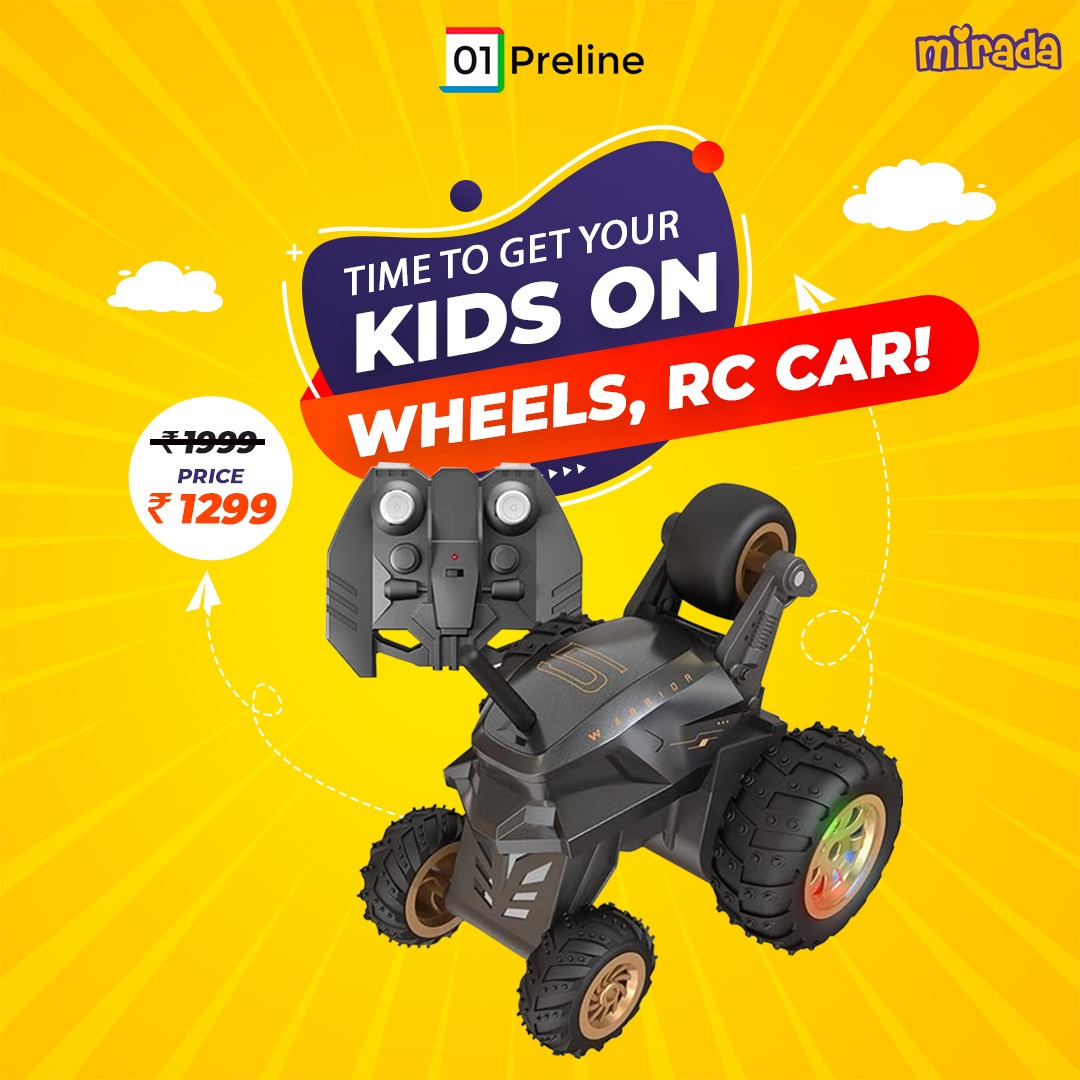 01 Preline
mirada
TIME TO GET YOUR
KIDS ON
WHEELS, RC CAR!
₹1999
PRICE
₹1299
WARRIOR